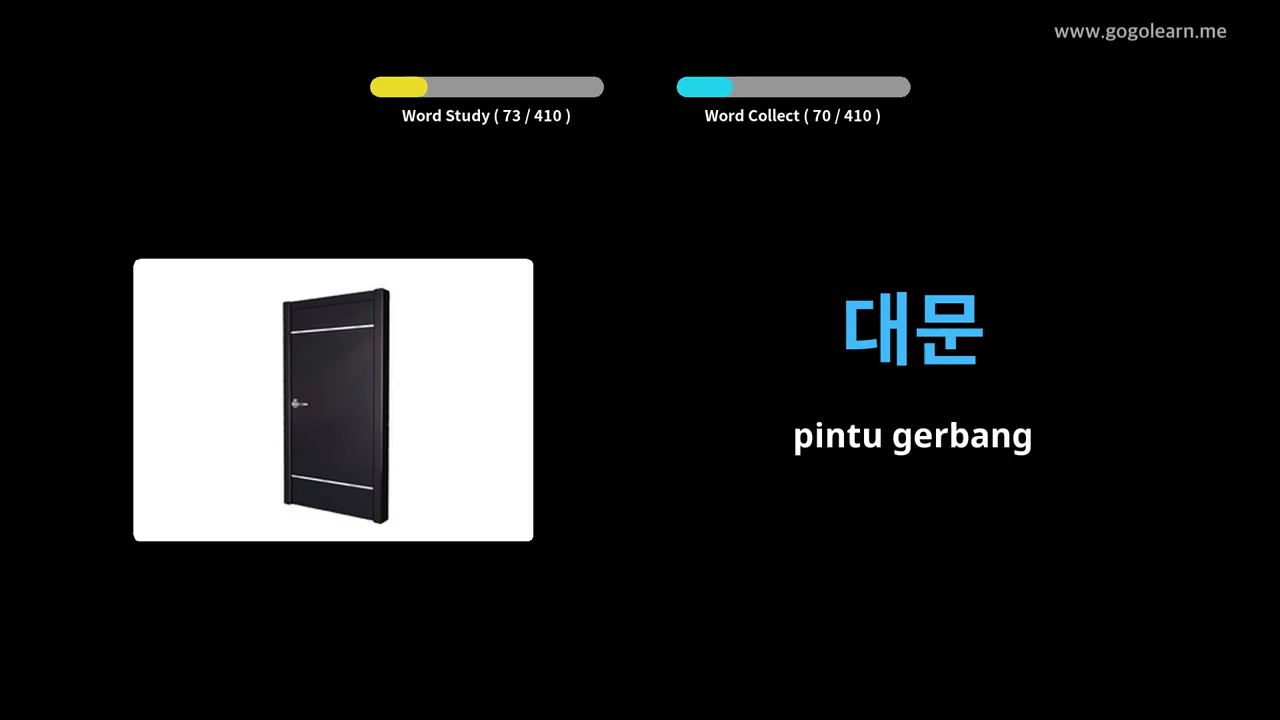 www.gogolearn.me
Word Study ( 73 / 410 )
Word Collect ( 70 / 410 )
대문
pintu gerbang